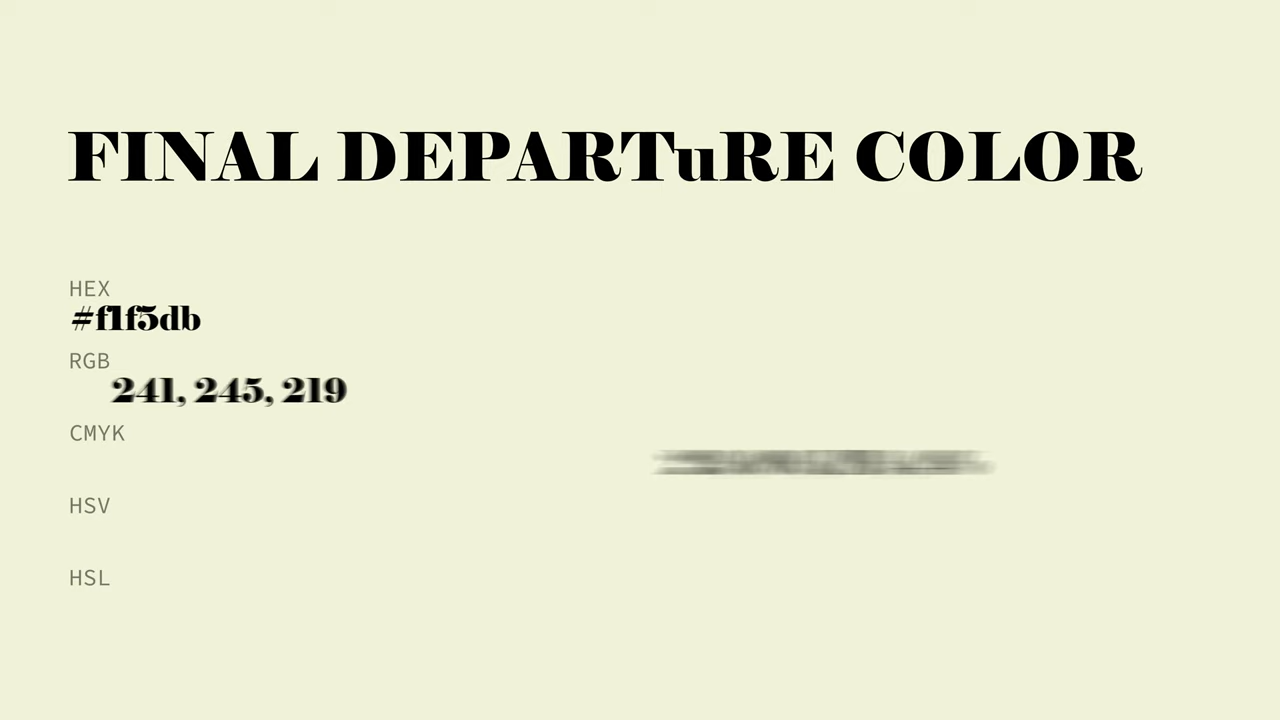 FINAL DEPARTuRE COLOR
HEX
#f1f5db
RGB
241, 245, 219
CMYK
HSV
HSL